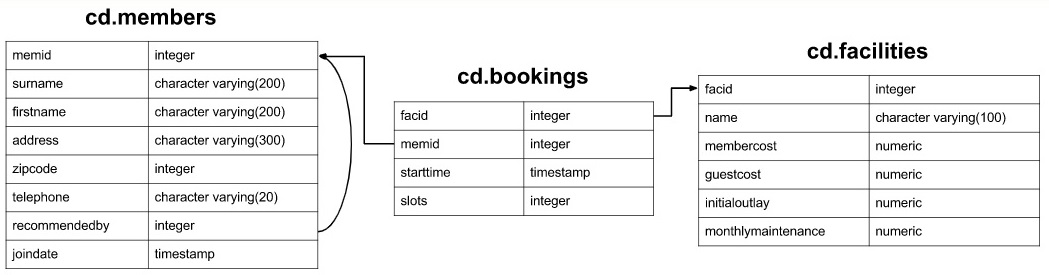 cd.members
memid integer
surname character varying(200)
firstname character varying(200)
address character varying(300)
zipcode integer
telephone character varying(20)
recommendedby integer
joindate timestamp
cd.bookings
facid integer
memid integer
starttime timestamp
slots integer
cd.facilities
facid integer
name character varying(100)
membercost numeric
guestcost numeric
initialoutlay numeric
monthlymaintenance numeric